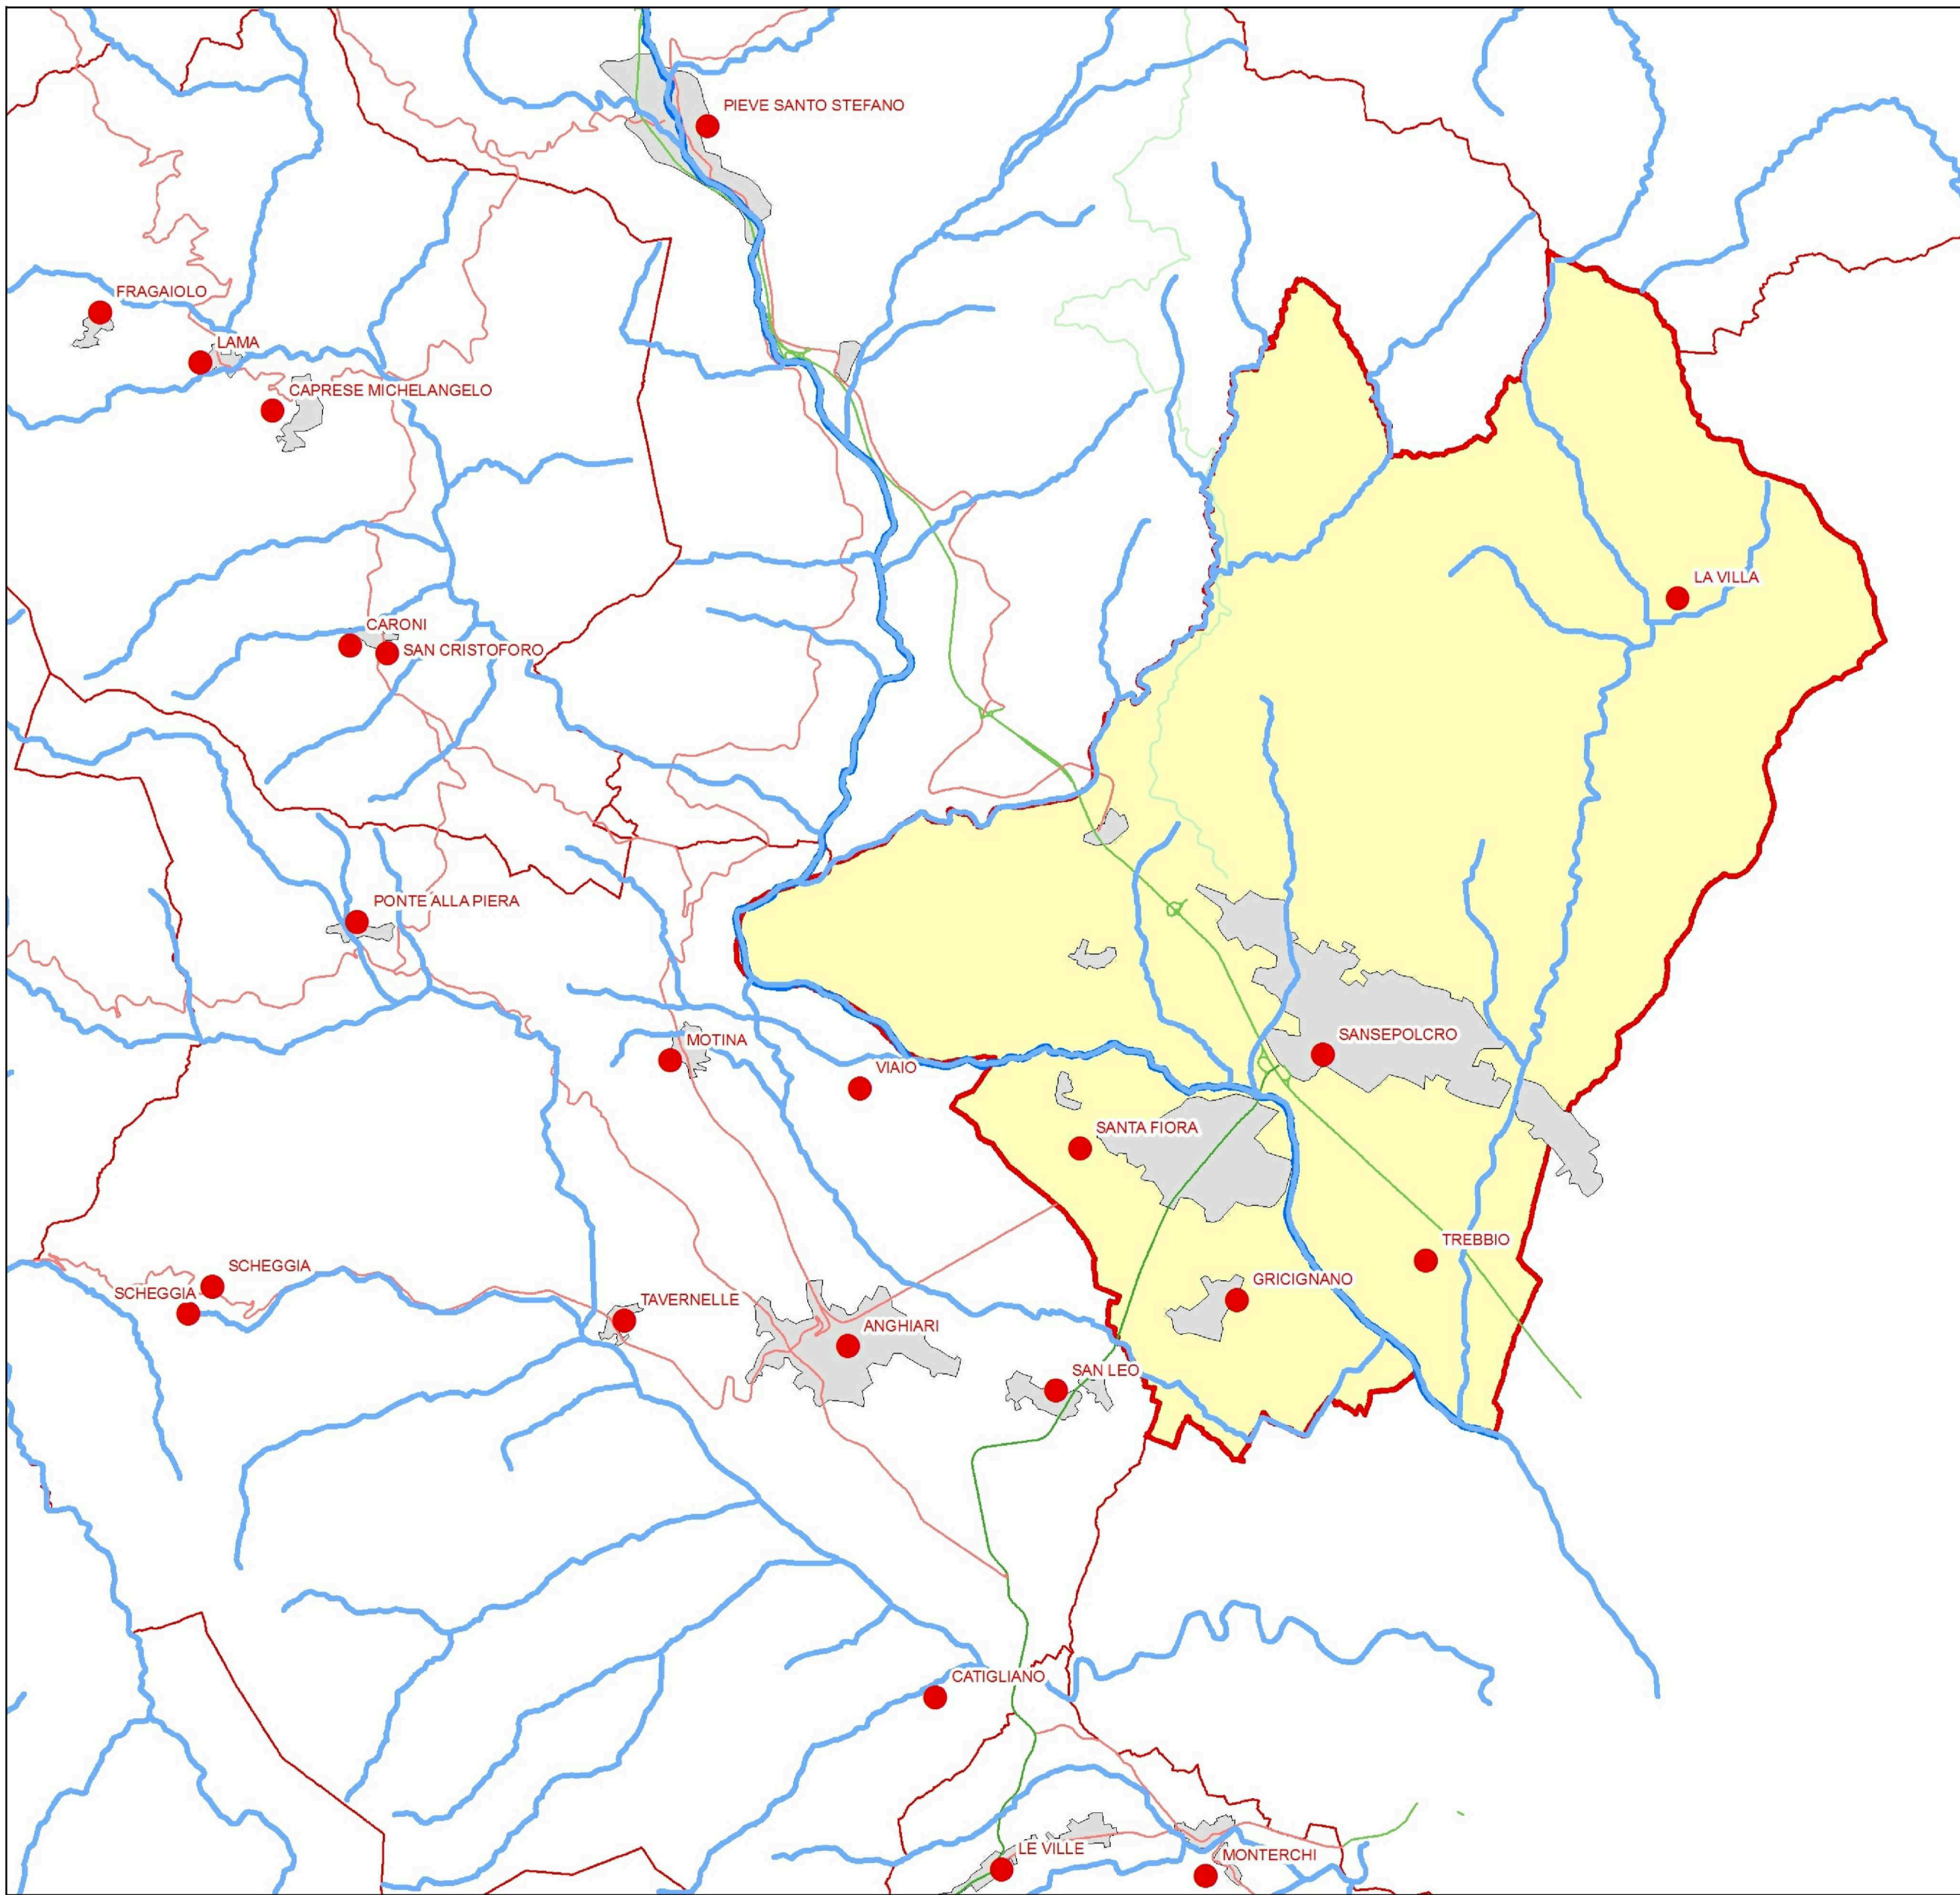 PIEVE SANTO STEFANO
FRAGAIOLO
LAMA
CAPRESE MICHELANGELO
LA VILLA
CARONI
SAN CRISTOFORO
PONTE ALLA PIERA
SANSEPOLCRO
MOTINA
VIAIO
SANTA FIORA
TREBBIO
SCHEGGIA
GRICIGNANO
SCHEGGIA
TAVERNELLE
ANGHIARI
SAN LEO
CATIGLIANO
LE VILLE
MONTERCHI